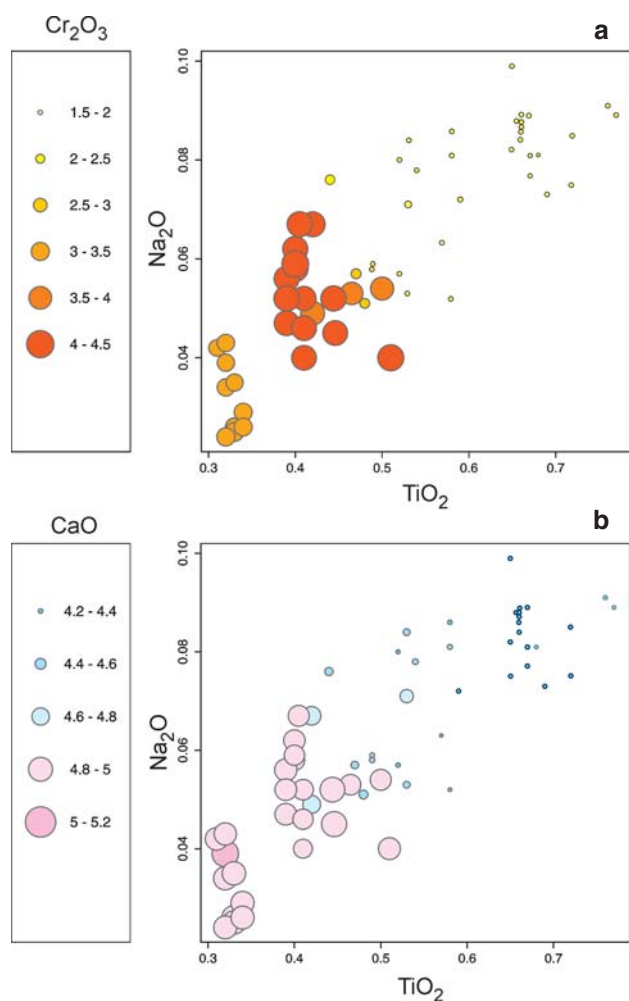 Cr₂O₃
1.5 - 2
2 - 2.5
2.5 - 3
3 - 3.5
3.5 - 4
4 - 4.5
a
Na₂O
0.10
0.08
0.06
0.04
0.3 0.4 0.5 0.6 0.7
TiO₂
CaO
4.2 - 4.4
4.4 - 4.6
4.6 - 4.8
4.8 - 5
5 - 5.2
b
Na₂O
0.10
0.08
0.06
0.04
0.3 0.4 0.5 0.6 0.7
TiO₂